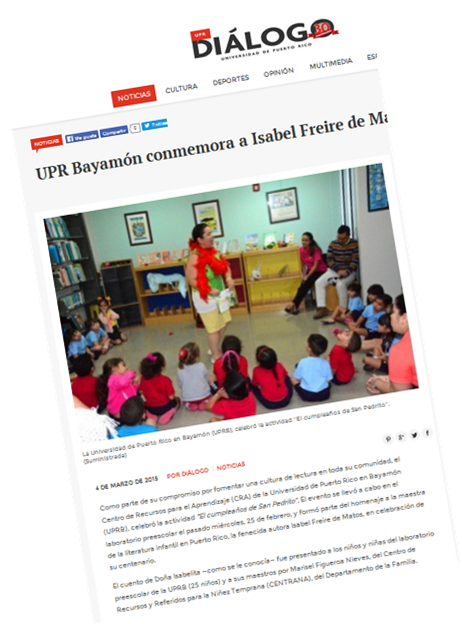 UPR
DIÁLOGO 30
UNIVERSIDAD DE PUERTO RICO
NOTICIAS CULTURA DEPORTES OPINIÓN MULTIMEDIA ES
NOTICIAS Me gusta Compartir 0 Twittear
UPR Bayamón conmemora a Isabel Freire de Ma
La Universidad de Puerto Rico en Bayamón (UPRB), celebró la actividad "El cumpleaños de San Pedrito".
(Suministrada)
4 DE MARZO DE 2015 POR DIÁLOGO NOTICIAS
Como parte de su compromiso por fomentar una cultura de lectura en toda su comunidad, el
Centro de Recursos para el Aprendizaje (CRA) de la Universidad de Puerto Rico en Bayamón
(UPRB), celebró la actividad "El cumpleaños de San Pedrito". El evento se llevó a cabo en el
laboratorio preescolar el pasado miércoles, 25 de febrero, y formó parte del homenaje a la maestra
de la literatura infantil en Puerto Rico, la fenecida autora Isabel Freire de Matos, en celebración de
su centenario.
El cuento de Doña Isabelita –como se le conocía– fue presentado a los niños y niñas del laboratorio
preescolar de la UPRB (25 niños) y a sus maestros por Marisel Figueroa Nieves, del Centro de
Recursos y Referidos para la Niñez Temprana (CENTRANA), del Departamento de la Familia.